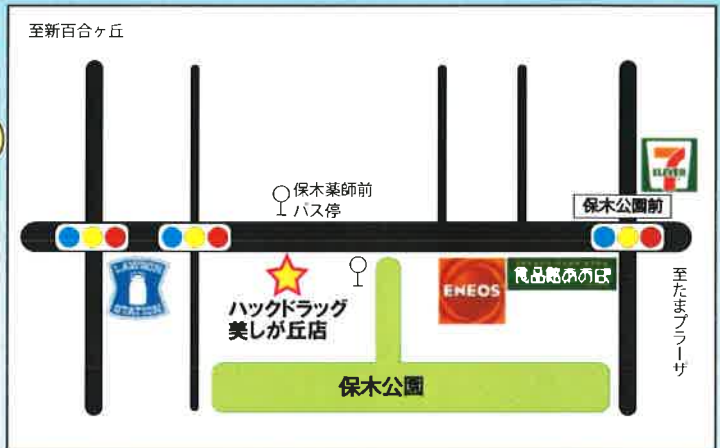 至新百合ヶ丘
保木薬師前
バス停
7
ELEVEN
保木公園前
LAWSON
STATION
ハックドラッグ
美しが丘店
ENEOS
食品館あおば
至たまプラーザ
保木公園